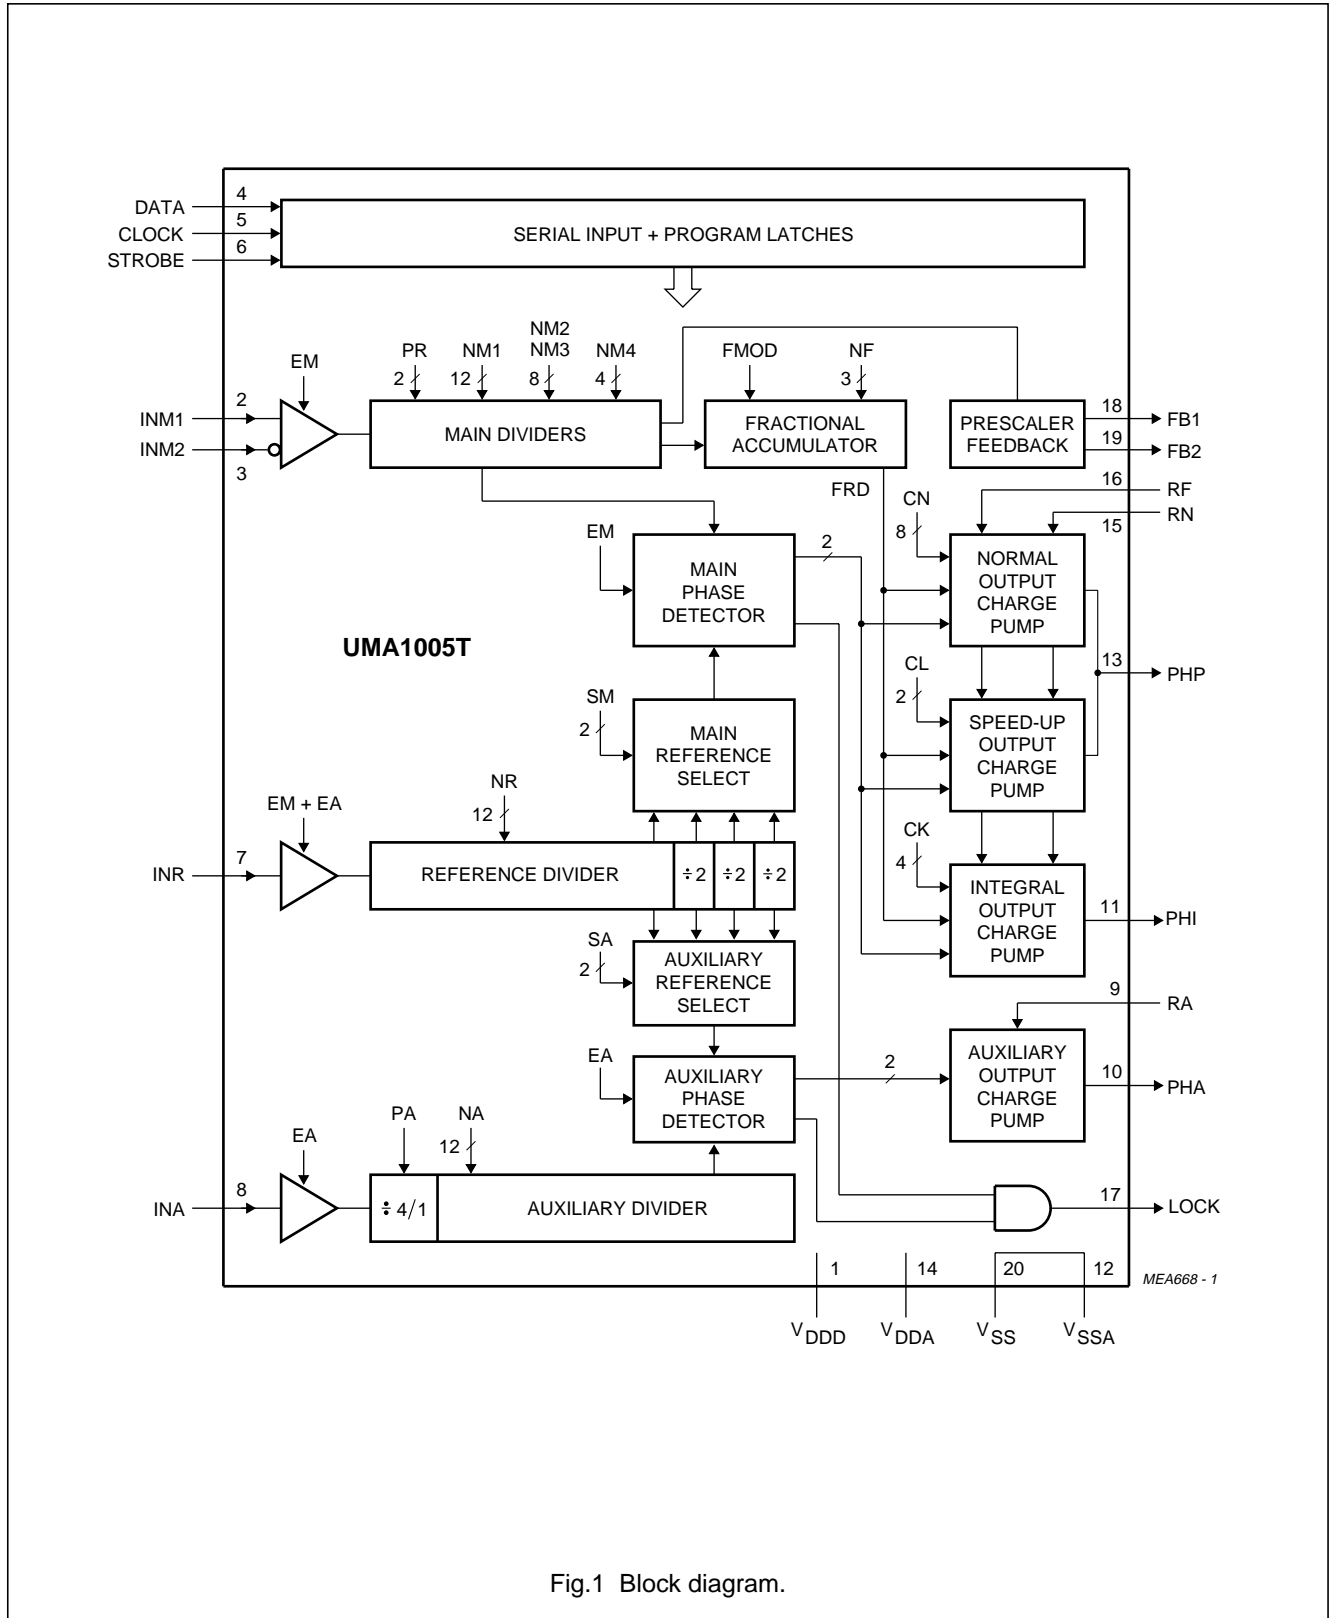 4
DATA
5
CLOCK
6
STROBE
SERIAL INPUT + PROGRAM LATCHES
EM
PR
2
NM1
12
NM2
NM3
8
NM4
4
FMOD
NF
3
2
INM1
INM2
3
MAIN DIVIDERS
FRACTIONAL
ACCUMULATOR
PRESCALER
FEEDBACK
18
FB1
19
FB2
16
RF
RN
15
FRD
CN
8
EM
MAIN
PHASE
DETECTOR
2
NORMAL
OUTPUT
CHARGE
PUMP
UMA1005T
13
PHP
SM
2
MAIN
REFERENCE
SELECT
CL
2
SPEED-UP
OUTPUT
CHARGE
PUMP
EM + EA
NR
12
7
INR
REFERENCE DIVIDER
÷2
÷2
÷2
CK
4
INTEGRAL
OUTPUT
CHARGE
PUMP
11
PHI
SA
2
AUXILIARY
REFERENCE
SELECT
9
RA
EA
AUXILIARY
PHASE
DETECTOR
2
AUXILIARY
OUTPUT
CHARGE
PUMP
10
PHA
EA
PA
NA
12
8
INA
÷ 4/1
AUXILIARY DIVIDER
17
LOCK
1
14
20
12
MEA668 - 1
VDDD
VDDA
VSS
VSSA
Fig.1 Block diagram.